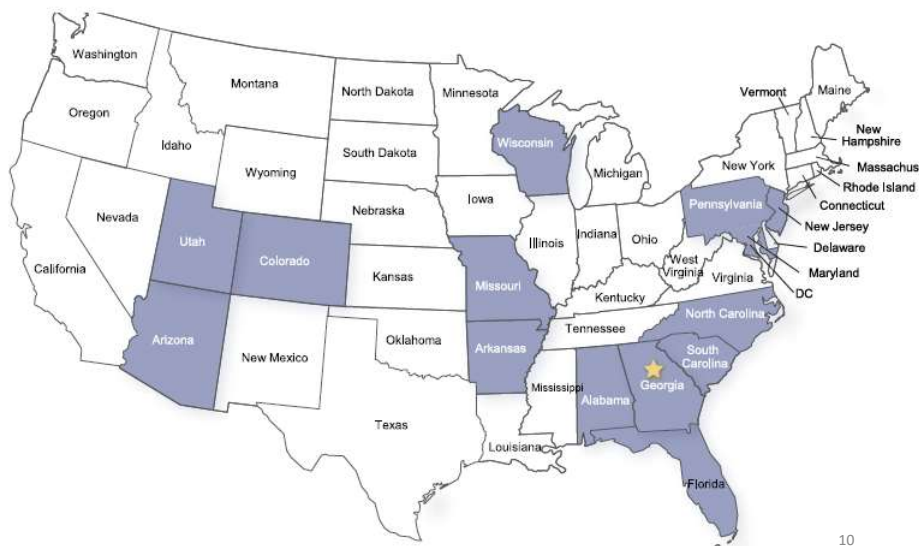 Washington
Oregon
California
Nevada
Idaho
Montana
Wyoming
Utah
Colorado
Arizona
New Mexico
North Dakota
South Dakota
Nebraska
Kansas
Oklahoma
Texas
Minnesota
Iowa
Missouri
Arkansas
Louisiana
Wisconsin
Illinois
Michigan
Indiana
Ohio
Kentucky
Tennessee
Mississippi
Alabama
Georgia
Florida
South
Carolina
North Carolina
Virginia
West
Virginia
Pennsylvania
New York
Vermont
Maine
New
Hampshire
Massachus
Rhode Island
Connecticut
New Jersey
Delaware
Maryland
DC
10